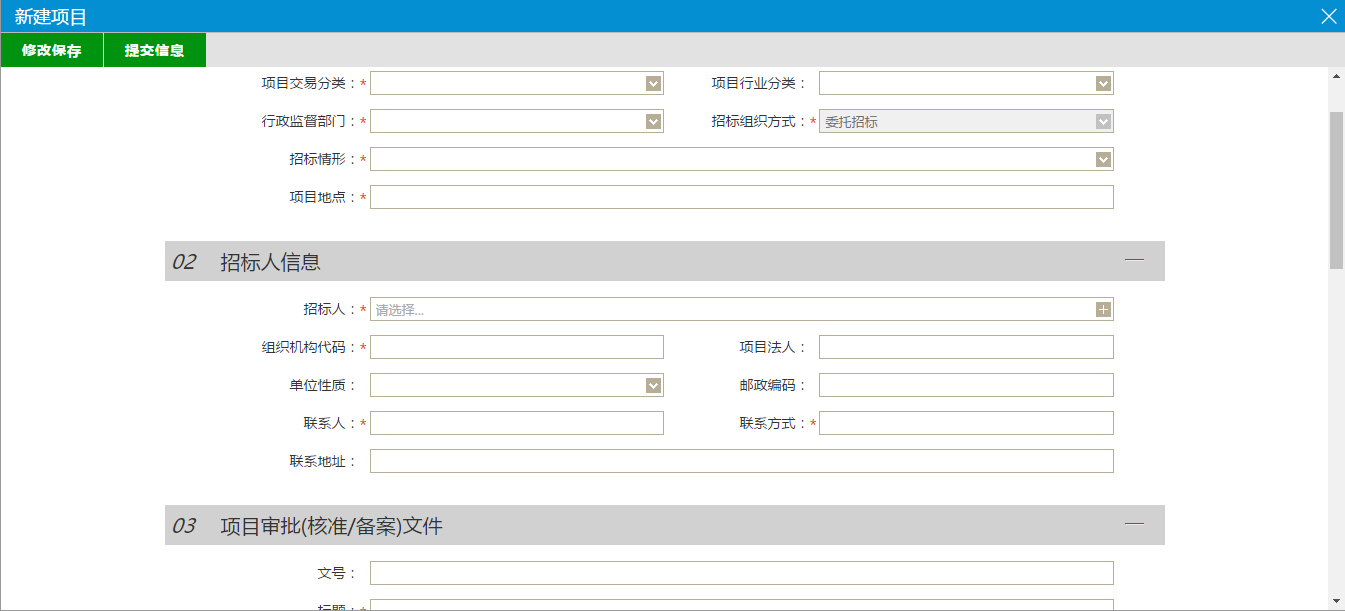 新建项目
修改保存 提交信息
项目交易分类：* 项目行业分类：
行政监督部门：* 招标组织方式：* 委托招标
招标情形：*
项目地点：*
02 招标人信息
招标人：* 请选择...
组织机构代码：* 项目法人：
单位性质： 邮政编码：
联系人：* 联系方式：*
联系地址：
03 项目审批(核准/备案)文件
文号：
标题：*